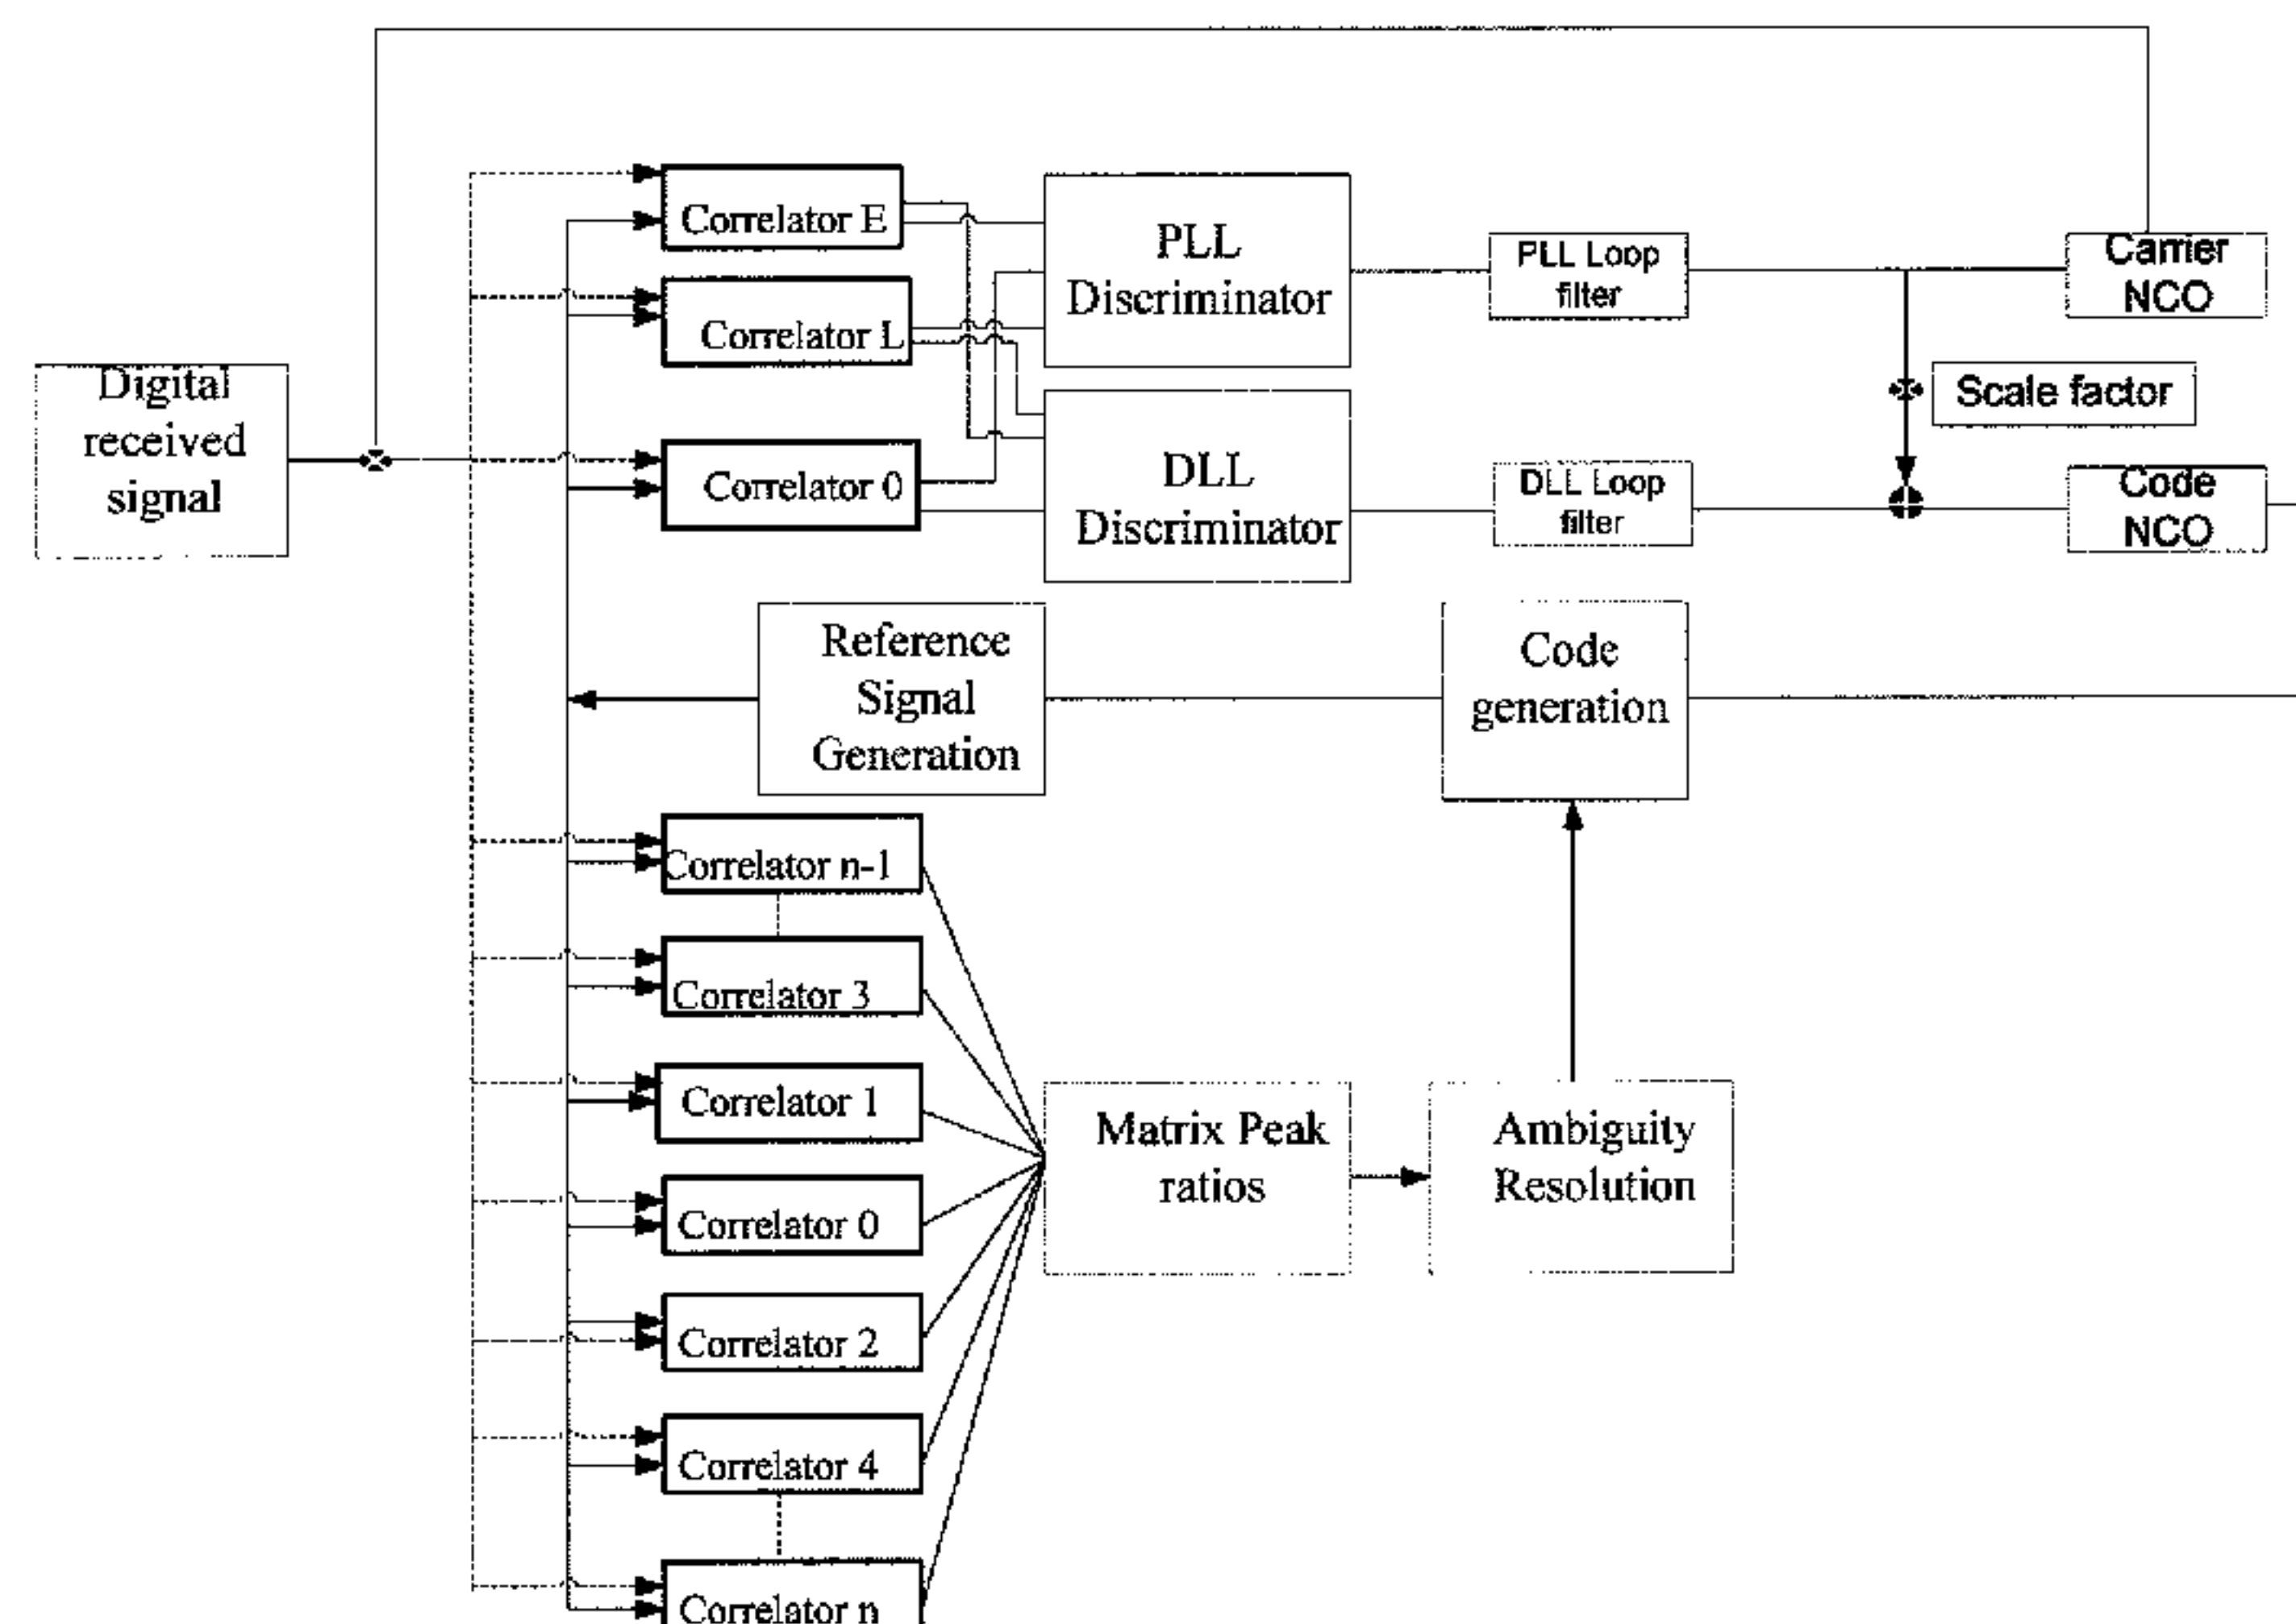 Correlator E
PLL
Discriminator
PLL Loop
filter
Carrier
NCO
Correlator L
Digital
received
signal
Scale factor
Correlator 0
DLL
Discriminator
DLL Loop
filter
Code
NCO
Reference
Signal
Generation
Code
generation
Correlator n-1
Correlator 3
Correlator 1
Matrix Peak
ratios
Ambiguity
Resolution
Correlator 0
Correlator 2
Correlator 4
Correlator n